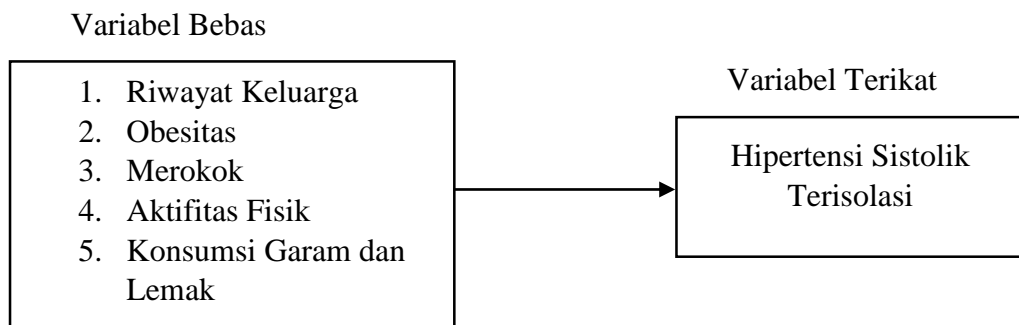 Variabel Bebas
1. Riwayat Keluarga
2. Obesitas
3. Merokok
4. Aktifitas Fisik
5. Konsumsi Garam dan
Lemak
Variabel Terikat
Hipertensi Sistolik
Terisolasi